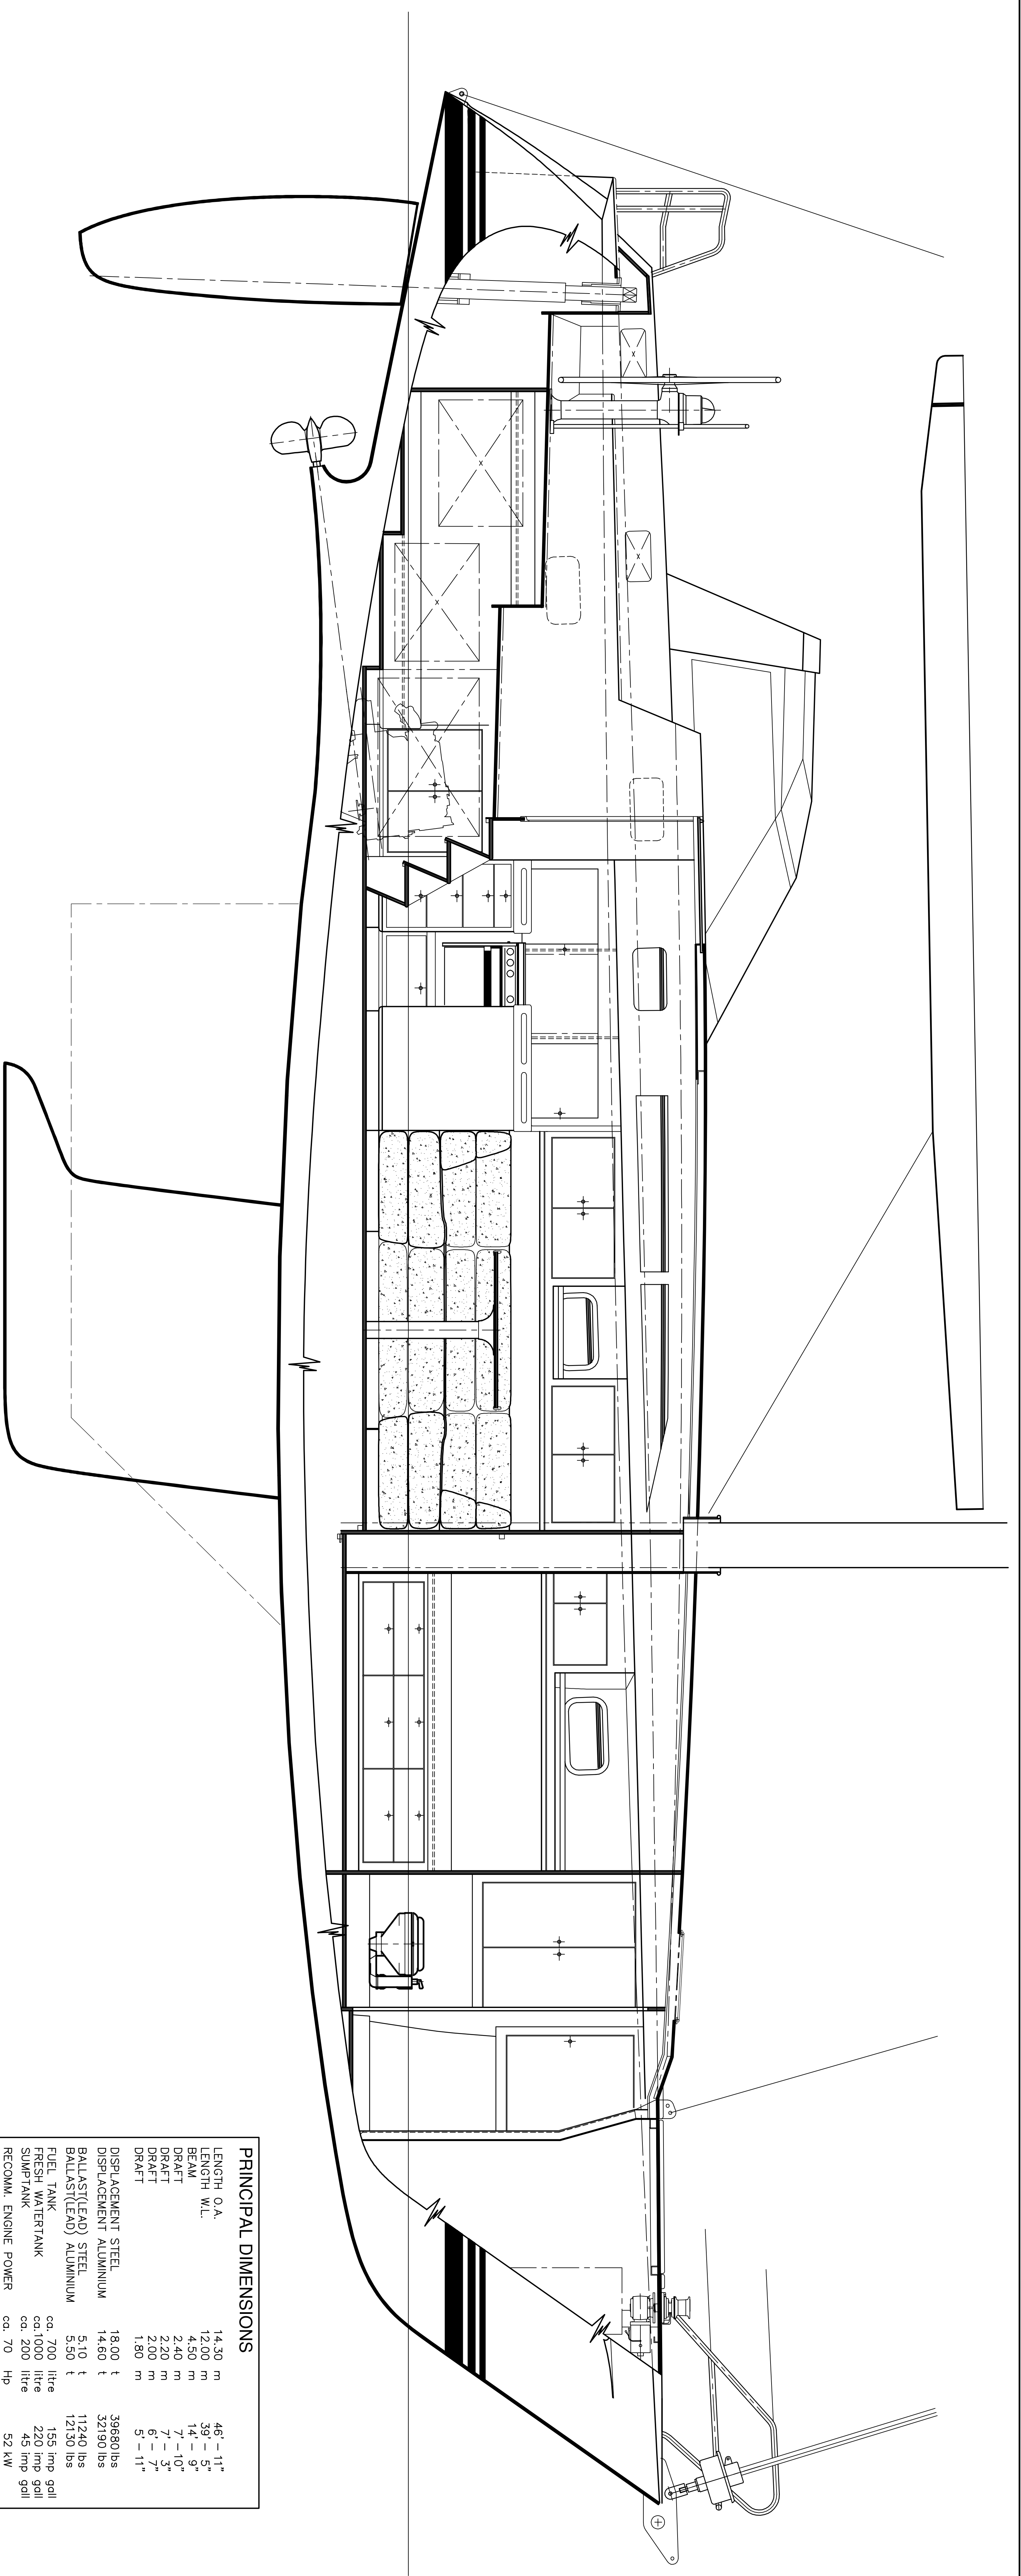 PRINCIPAL DIMENSIONS
LENGTH O.A. 14.30 m 46' – 11"
LENGTH W.L. 12.00 m 39' – 5"
BEAM 4.50 m 14' – 9"
DRAFT 2.40 m 7' – 10"
DRAFT 2.20 m 7' – 3"
DRAFT 2.00 m 6' – 7"
DRAFT 1.80 m 5' – 11"
DISPLACEMENT STEEL 18.00 t 39680 lbs
DISPLACEMENT ALUMINIUM 14.60 t 32190 lbs
BALLAST(LEAD) STEEL 5.10 t 11240 lbs
BALLAST(LEAD) ALUMINIUM 5.50 t 12130 lbs
FUEL TANK ca. 700 litre 155 imp gall
FRESH WATERTANK ca.1000 litre 220 imp gall
SUMPTANK ca. 200 litre 45 imp gall
RECOMM. ENGINE POWER ca. 70 Hp 52 kW